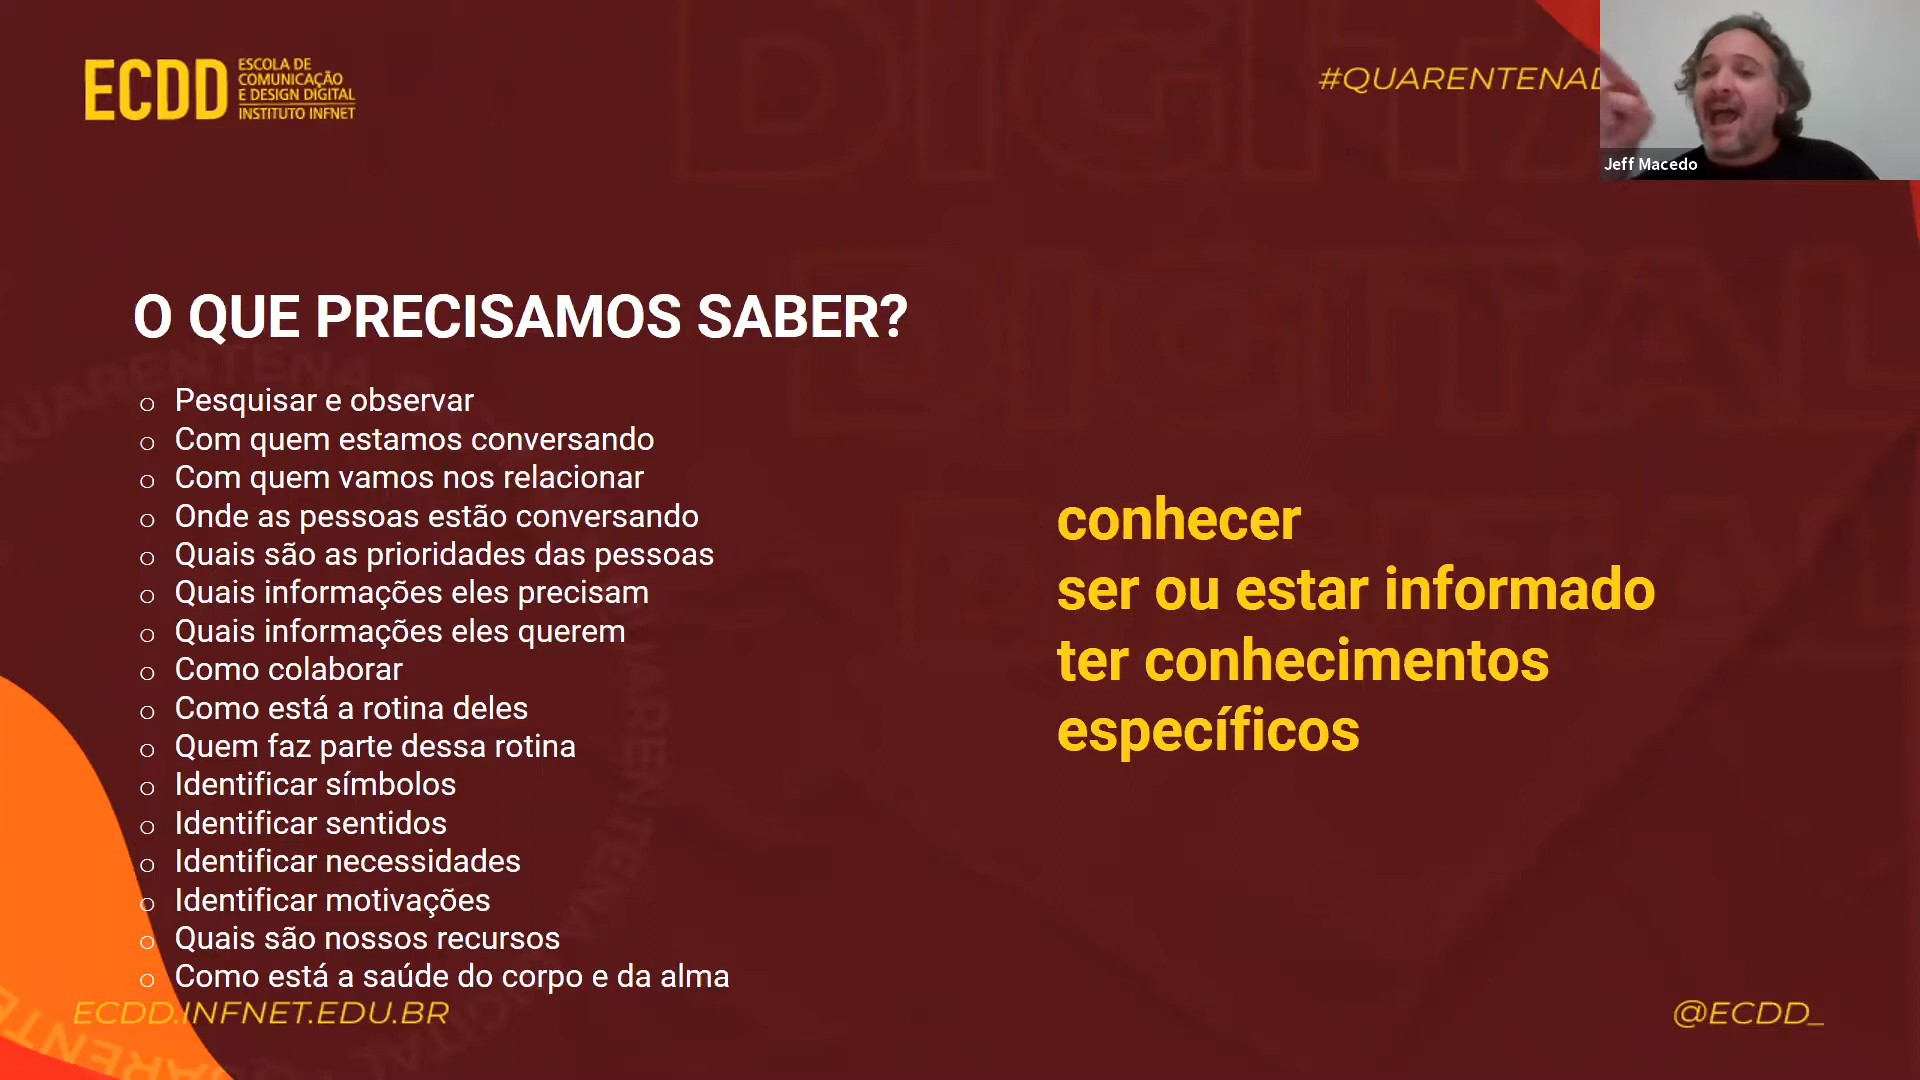 ECDD
ESCOLA DE
COMUNICAÇÃO
E DESIGN DIGITAL
INSTITUTO INFNET
#QUARENTENAD
Jeff Macedo
O QUE PRECISAMOS SABER?
o Pesquisar e observar
o Com quem estamos conversando
o Com quem vamos nos relacionar
o Onde as pessoas estão conversando
o Quais são as prioridades das pessoas
o Quais informações eles precisam
o Quais informações eles querem
o Como colaborar
o Como está a rotina deles
o Quem faz parte dessa rotina
o Identificar símbolos
o Identificar sentidos
o Identificar necessidades
o Identificar motivações
o Quais são nossos recursos
o Como está a saúde do corpo e da alma
conhecer
ser ou estar informado
ter conhecimentos
específicos
ECDD.INFNET.EDU.BR
@ECDD_